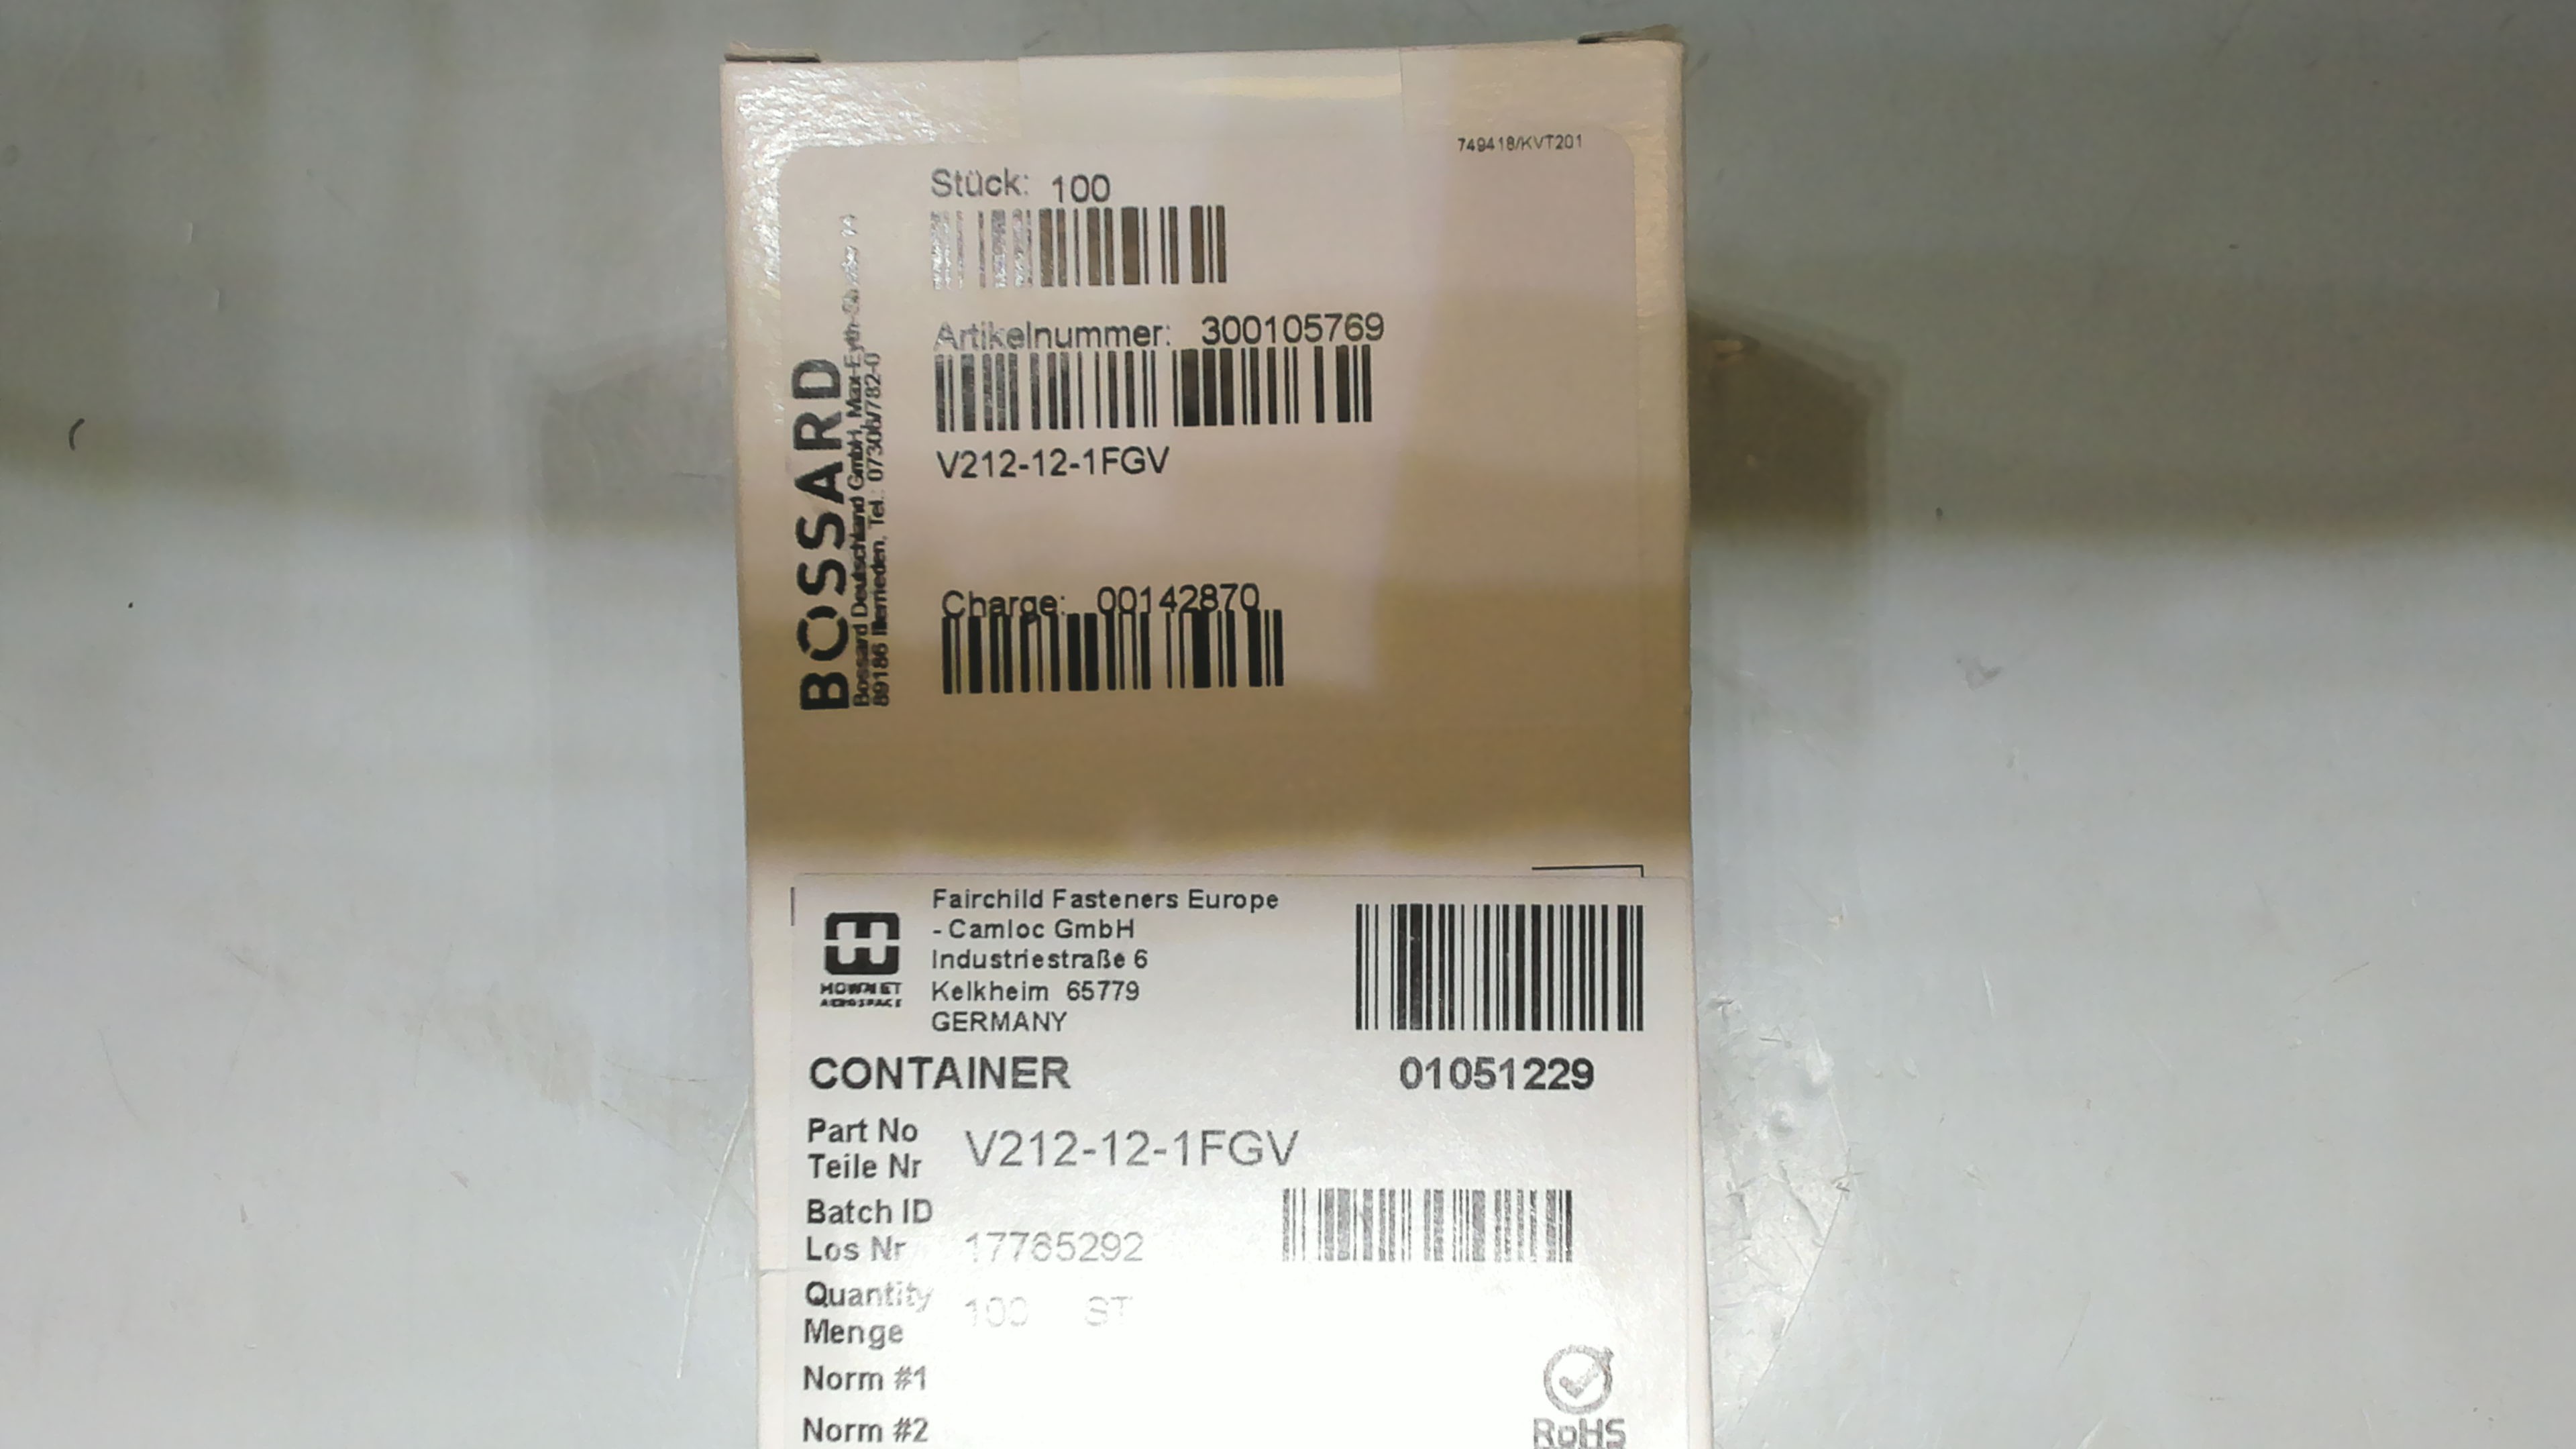 749418/KVT201
Stück: 100
Artikelnummer: 300105769
V212-12-1FGV
Charge: 00142870
BOSSARD
Bossard Deutschland GmbH, Max-Eyth-Straße 14
89186 Illerrieden, Tel.: 07306/782-0
Fairchild Fasteners Europe
- Camloc GmbH
Industriestraße 6
Kelkheim 65779
GERMANY
HOWMET
AEROSPACE
CONTAINER 01051229
Part No
Teile Nr V212-12-1FGV
Batch ID
Los Nr 17765292
Quantity 100 ST
Menge
Norm #1
Norm #2
RoHS